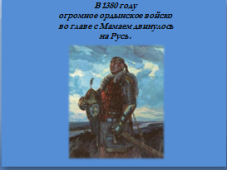 В 1380 году
огромное ордынское войско
во главе с Мамаем двинулось
на Русь.